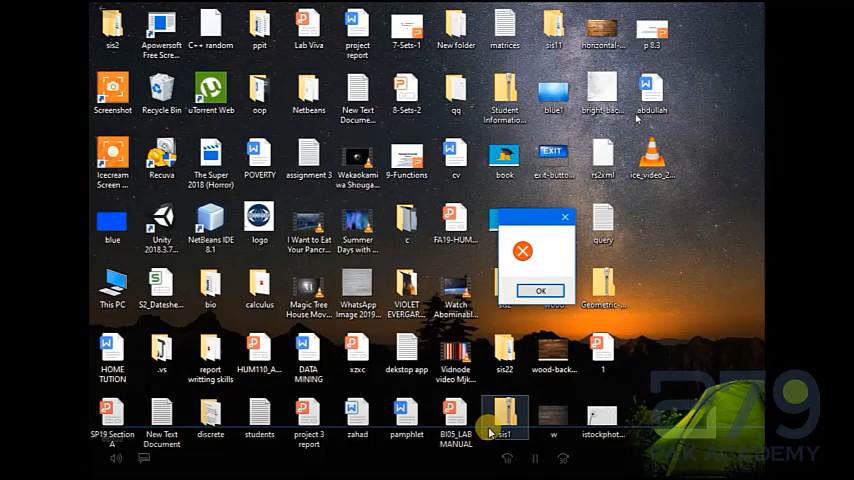 sis2
Apowersoft
Free Scre...
C++ random
ppit
Lab Viva
project
report
7-Sets-1
New folder
matrices
sis11
horizontal-...
p 8.3
Screenshot
Recycle Bin
uTorrent Web
oop
Netbeans
New Text
Docume...
8-Sets-2
qq
Student
Informatio...
blue1
bright-bac...
abdullah
EXIT
Icecream
Screen ...
Recuva
The Super
2018 (Horror)
POVERTY
assignment 3
Wakaokami
wa Shouga...
9-Functions
cv
book
exit-butto...
rs2xml
ice_video_2...
blue
Unity
2018.3.7...
NetBeans IDE
8.1
logo
I Want to Eat
Your Pancr...
Summer
Days with ...
c
FA19-HUM...
query
OK
This PC
S2_Dateshe...
bio
calculus
Magic Tree
House Mov...
WhatsApp
Image 2019...
VIOLET
EVERGAR...
Watch
Abominabl...
Geometric-...
HOME
TUTION
.vs
report
writting skills
HUM110_A...
DATA
MINING
xzxc
dekstop app
Vidnode
video Mjk...
sis22
wood-back...
1
SP19 Section
A
New Text
Document
discrete
students
project 3
report
zahad
pamphlet
BI05_LAB
MANUAL
sis1
w
istockphot...
10
30
279
PAK ACADEMY